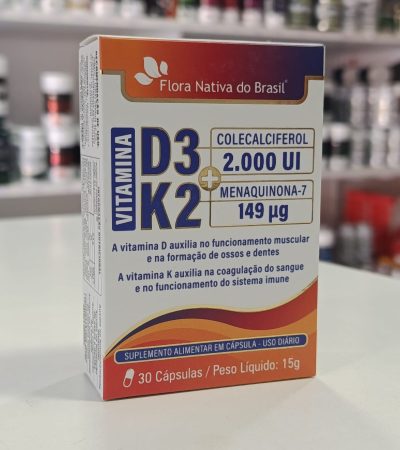 Flora Nativa do Brasil®
VITAMINA
D3
+
K2
COLECALCIFEROL
2.000 UI
MENAQUINONA-7
149 µg
A vitamina D auxilia no funcionamento muscular
e na formação de ossos e dentes
A vitamina K auxilia na coagulação do sangue
e no funcionamento do sistema imune
SUPLEMENTO ALIMENTAR EM CÁPSULA - USO DIÁRIO
30 Cápsulas / Peso Líquido: 15g